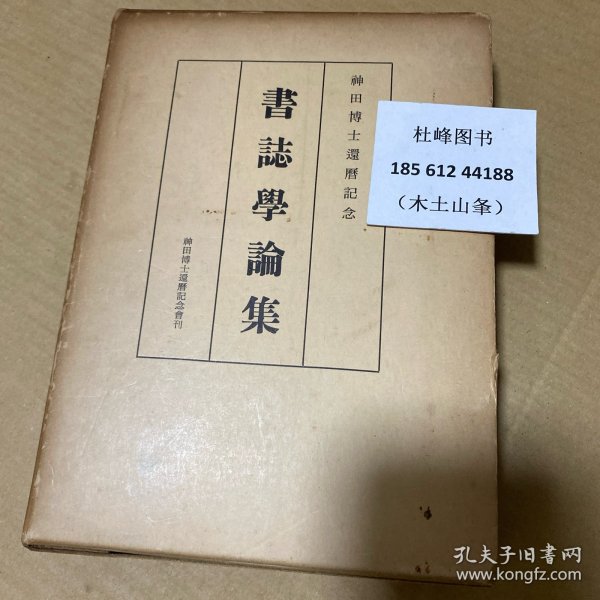 神田博士還曆記念
書誌學論集
神田博士還曆記念會刊
杜峰图书
185 612 44188
（木土山夆）
孔夫子旧书网
www.kongfz.com